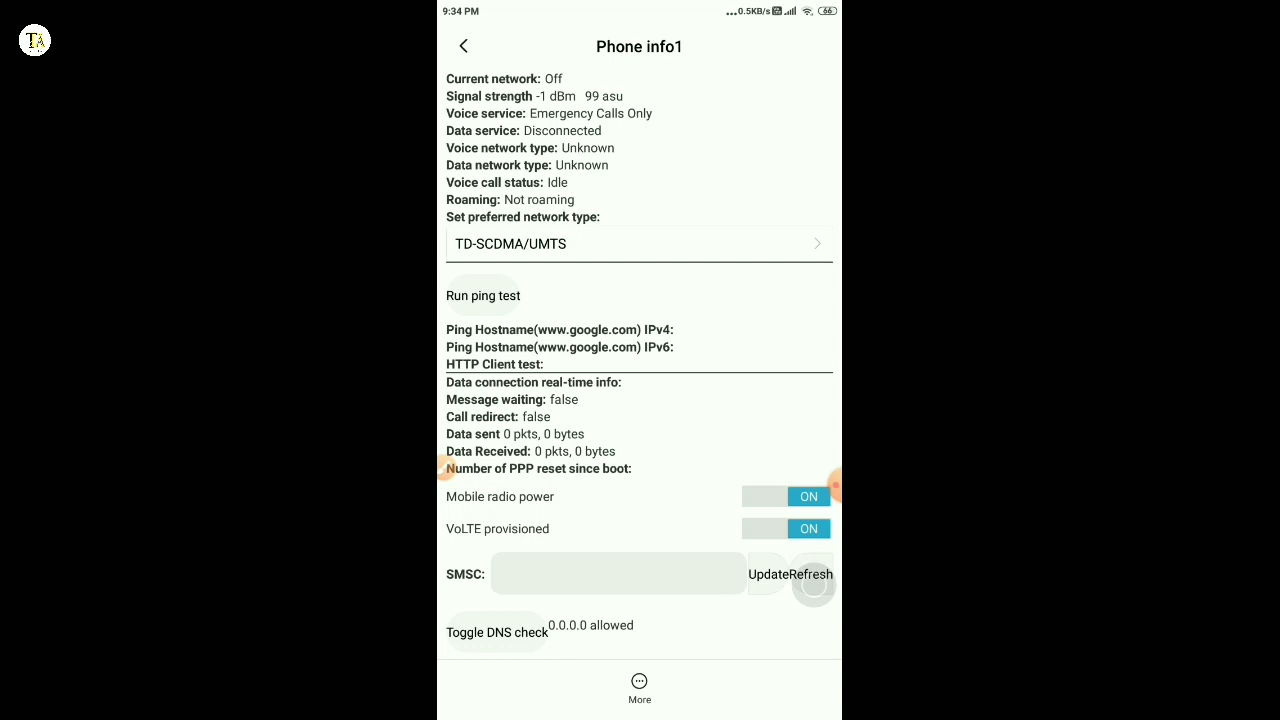 9:34 PM
...0.5KB/s 66
TA
Phone info1
Current network: Off
Signal strength -1 dBm 99 asu
Voice service: Emergency Calls Only
Data service: Disconnected
Voice network type: Unknown
Data network type: Unknown
Voice call status: Idle
Roaming: Not roaming
Set preferred network type:
TD-SCDMA/UMTS
Run ping test
Ping Hostname(www.google.com) IPv4:
Ping Hostname(www.google.com) IPv6:
HTTP Client test:
Data connection real-time info:
Message waiting: false
Call redirect: false
Data sent 0 pkts, 0 bytes
Data Received: 0 pkts, 0 bytes
Number of PPP reset since boot:
Mobile radio power ON
VoLTE provisioned ON
SMSC: Update Refresh
Toggle DNS check 0.0.0.0 allowed
More